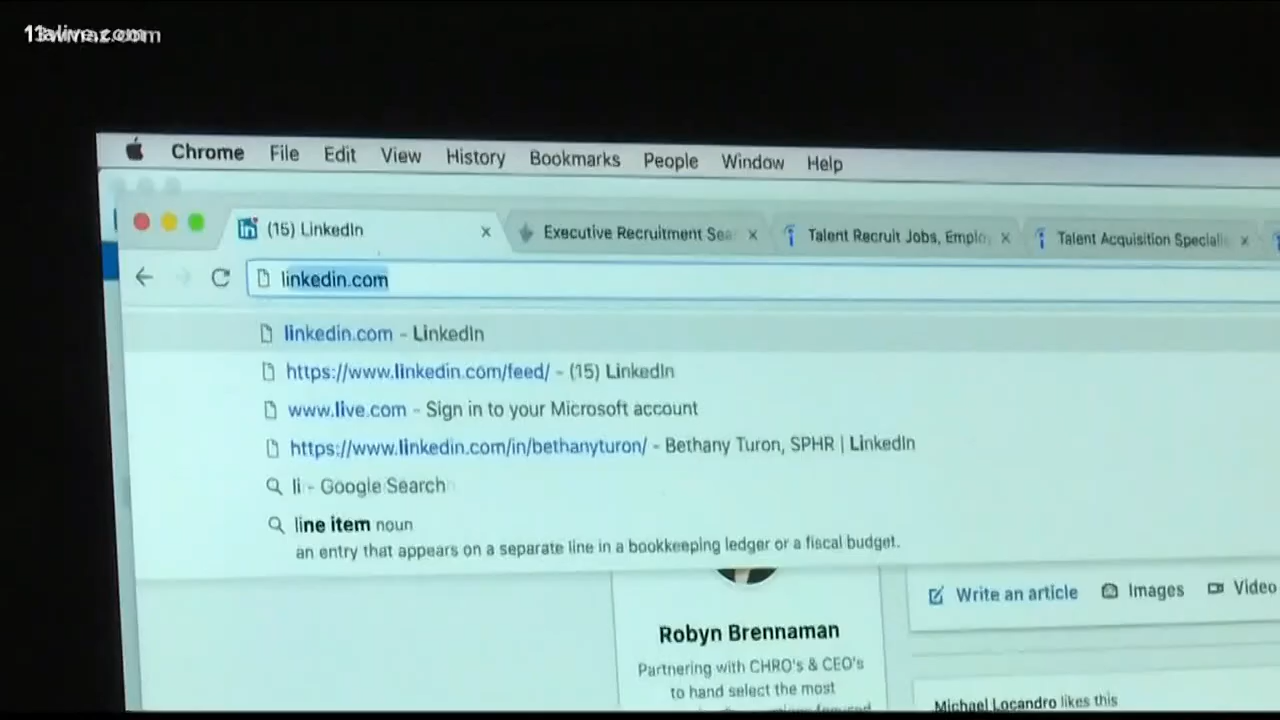 11alive.com
13wmaz.com
Chrome File Edit View History Bookmarks People Window Help
in (15) LinkedIn × Executive Recruitment Sea × Talent Recruit Jobs, Emplo × Talent Acquisition Speciali ×
linkedin.com
linkedin.com - LinkedIn
https://www.linkedin.com/feed/ - (15) LinkedIn
www.live.com - Sign in to your Microsoft account
https://www.linkedin.com/in/bethanyturon/ - Bethany Turon, SPHR | LinkedIn
li - Google Search
line item noun
an entry that appears on a separate line in a bookkeeping ledger or a fiscal budget.
Write an article Images Video
Robyn Brennaman
Partnering with CHRO's & CEO's
to hand select the most
Michael Locandro likes this